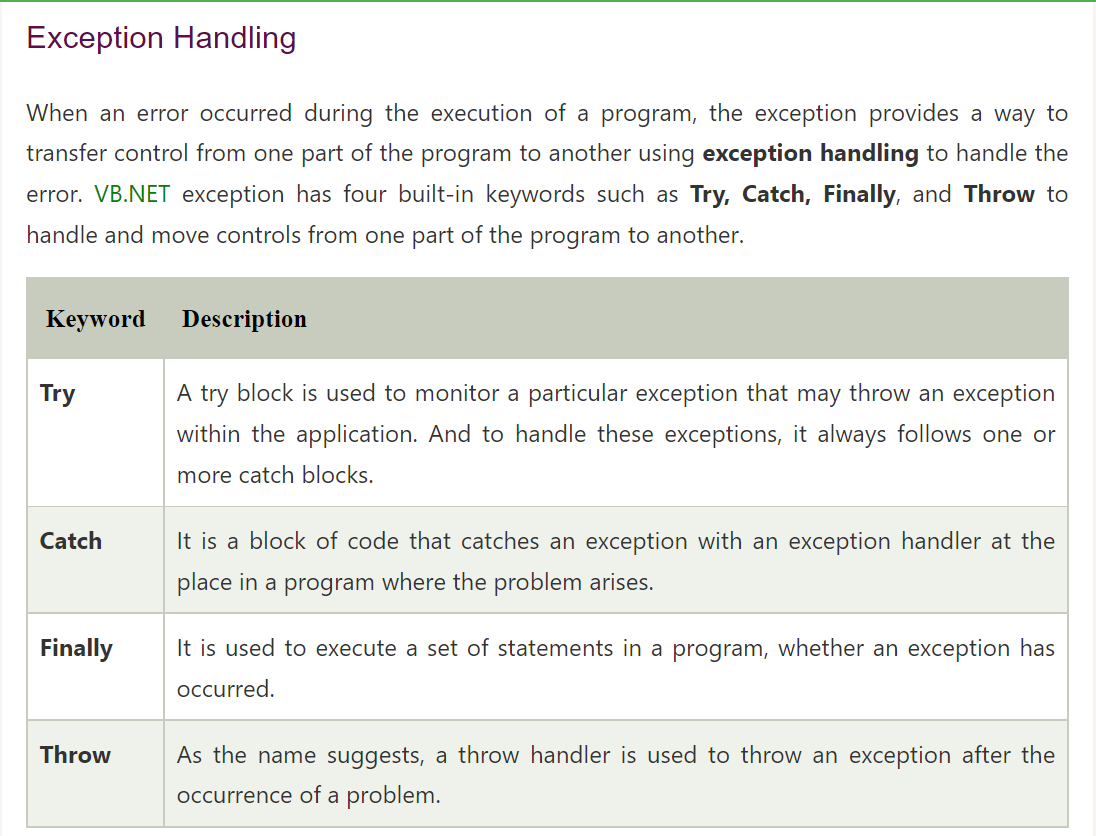 Exception Handling
When an error occurred during the execution of a program, the exception provides a way to
transfer control from one part of the program to another using exception handling to handle the
error. VB.NET exception has four built-in keywords such as Try, Catch, Finally, and Throw to
handle and move controls from one part of the program to another.
Keyword Description
Try A try block is used to monitor a particular exception that may throw an exception
within the application. And to handle these exceptions, it always follows one or
more catch blocks.
Catch It is a block of code that catches an exception with an exception handler at the
place in a program where the problem arises.
Finally It is used to execute a set of statements in a program, whether an exception has
occurred.
Throw As the name suggests, a throw handler is used to throw an exception after the
occurrence of a problem.